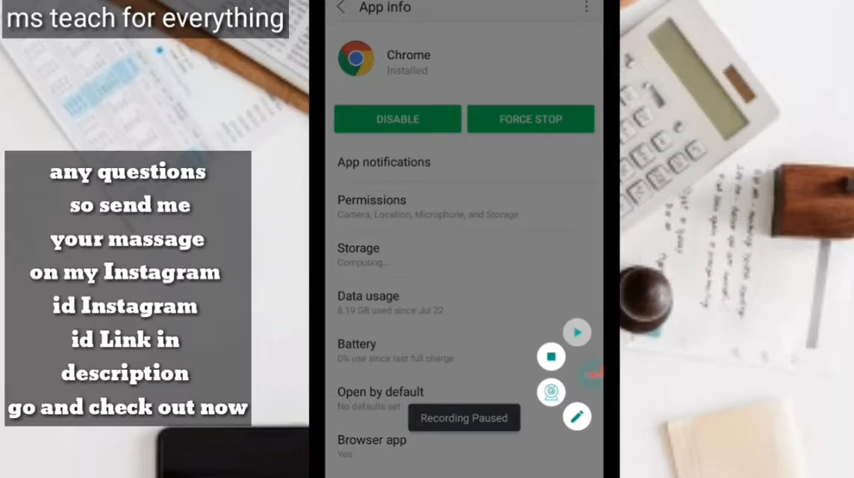 ms teach for everything
App info
Chrome
Installed
DISABLE
FORCE STOP
App notifications
Permissions
Camera, Location, Microphone, and Storage
Storage
Computing...
Data usage
8.19 GB used since Jul 22
Battery
0% use since last full charge
Open by default
No defaults set
Recording Paused
Browser app
Yes
any questions
so send me
your massage
on my Instagram
id Instagram
id Link in
description
go and check out now